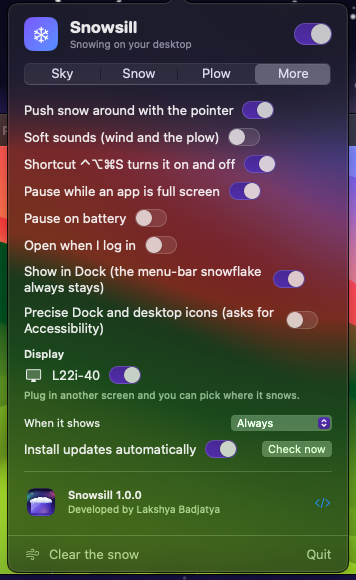 Snowsill
Snowing on your desktop
Sky Snow Plow More
Push snow around with the pointer
Soft sounds (wind and the plow)
Shortcut ^⌥⌘S turns it on and off
Pause while an app is full screen
Pause on battery
Open when I log in
Show in Dock (the menu-bar snowflake
always stays)
Precise Dock and desktop icons (asks for
Accessibility)
Display
L22i-40
Plug in another screen and you can pick where it snows.
When it shows Always
Install updates automatically Check now
Snowsill 1.0.0
Developed by Lakshya Badjatya </>
Clear the snow Quit